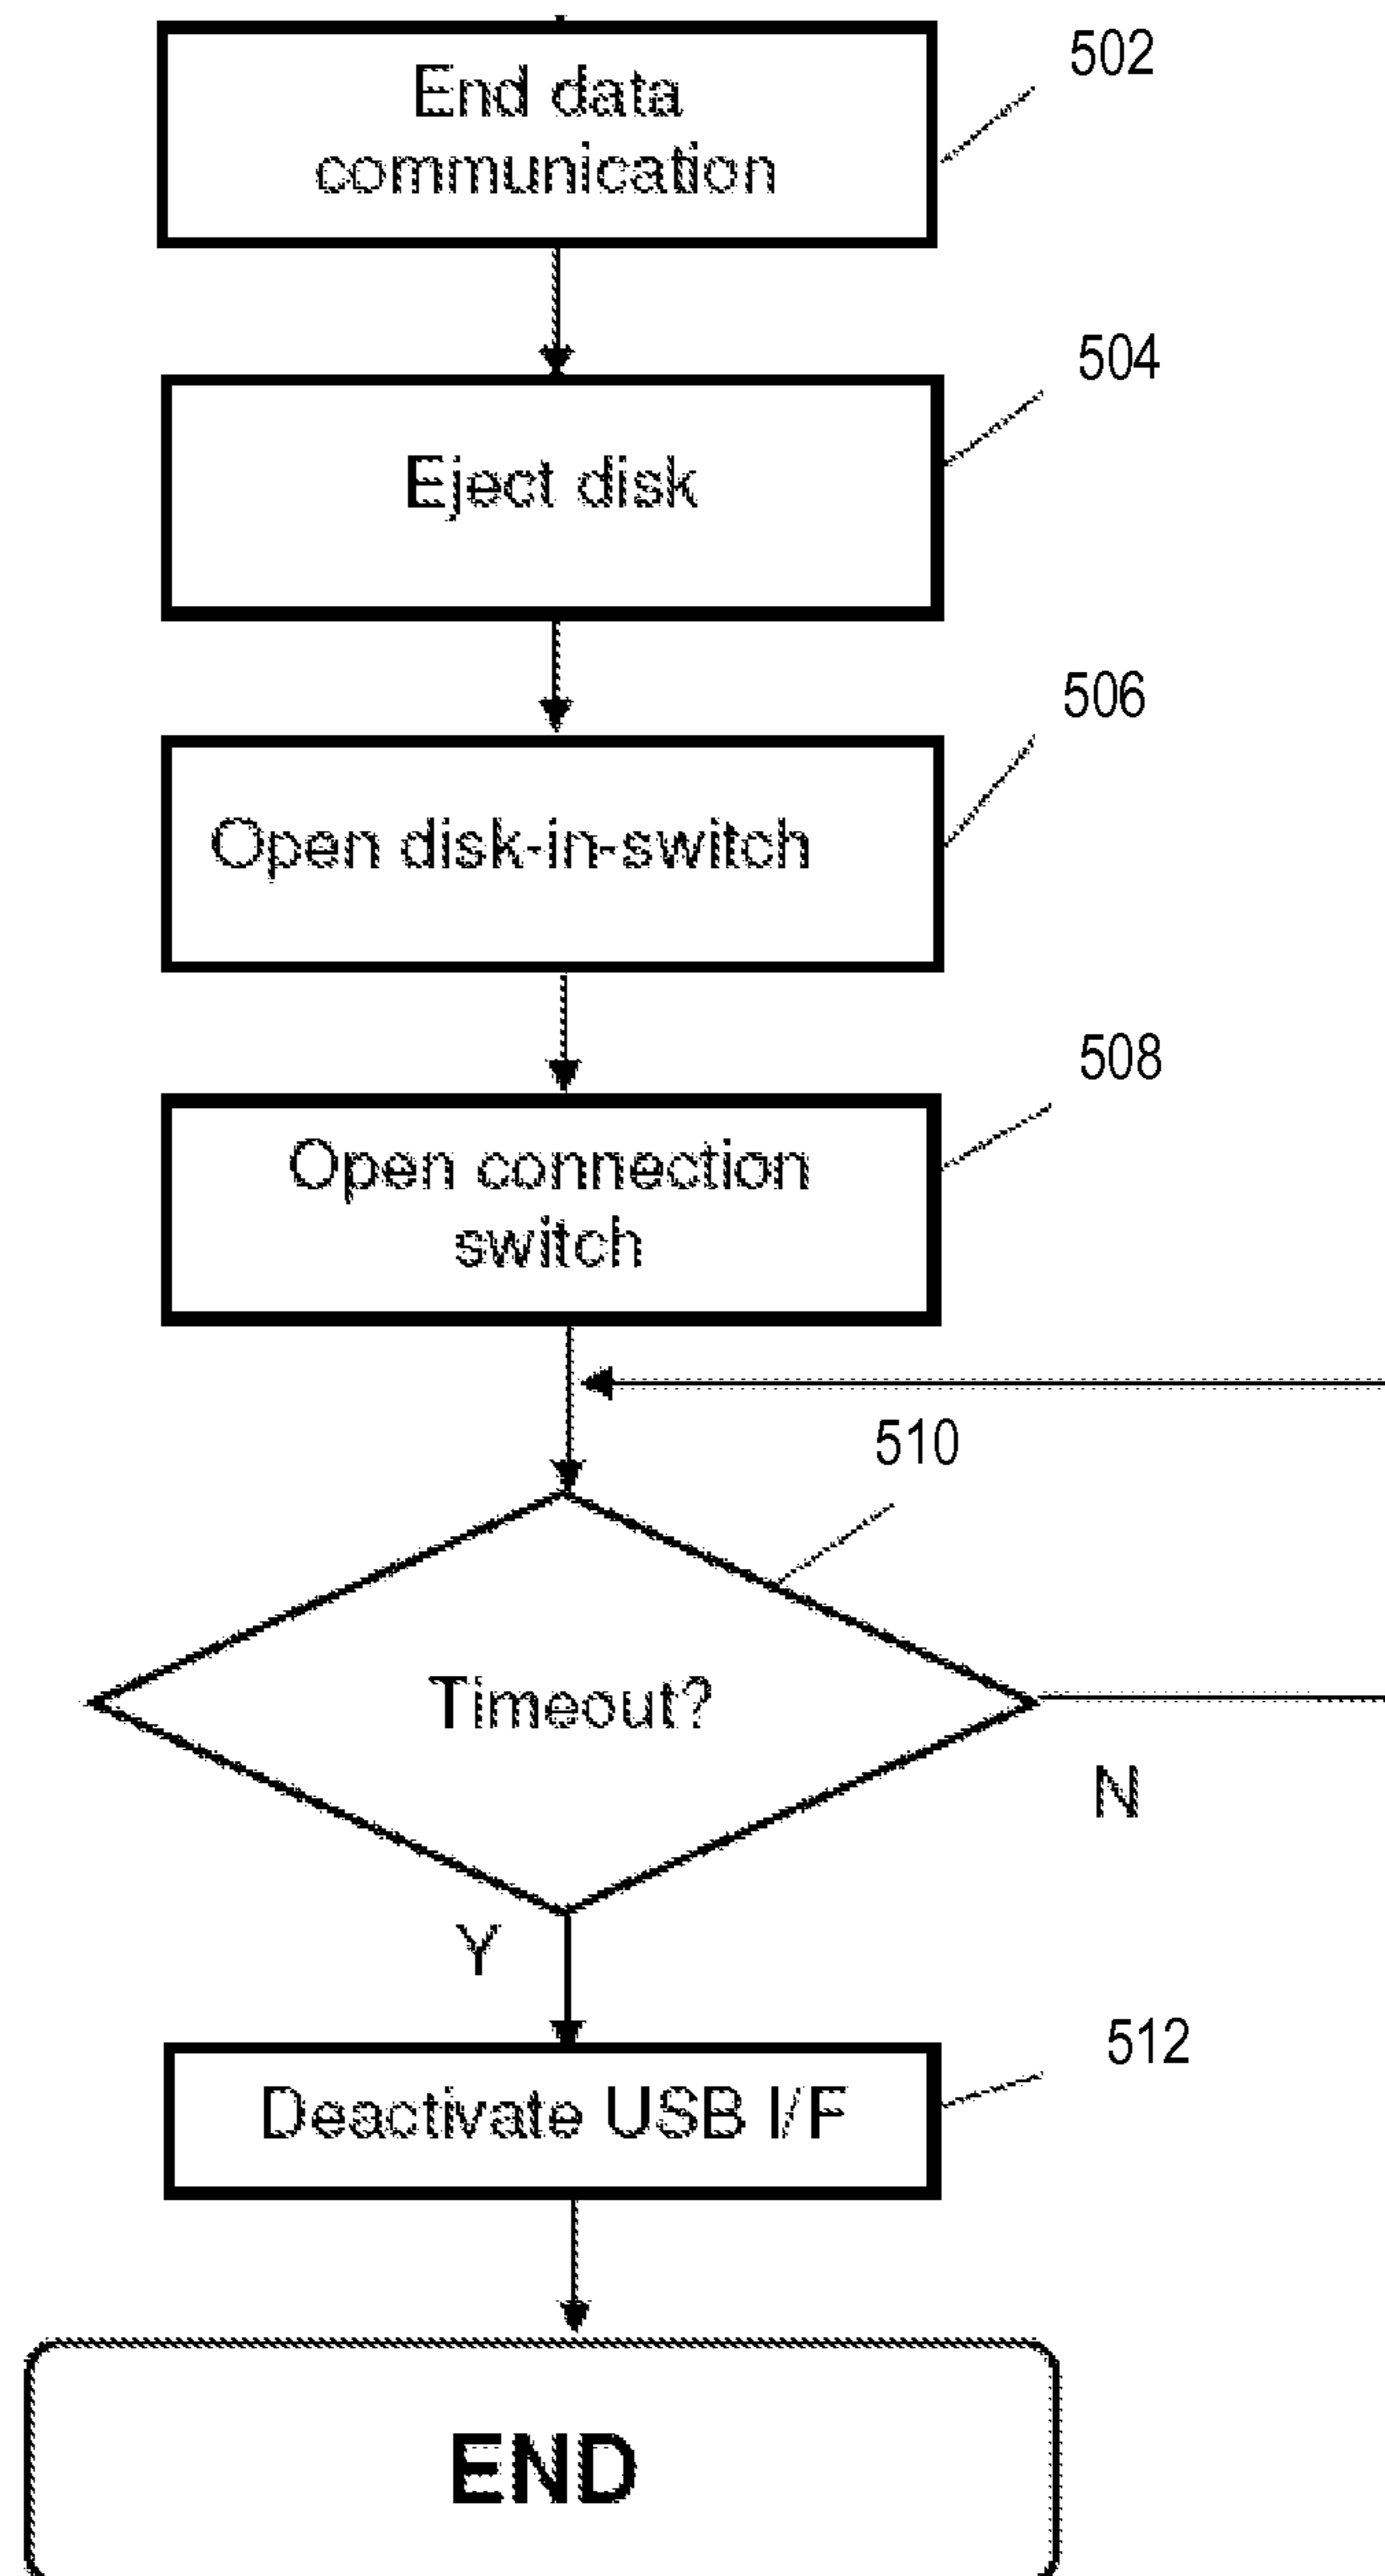 502
End data
communication
504
Eject disk
506
Open disk-in-switch
508
Open connection
switch
510
Timeout?
N
Y
512
Deactivate USB I/F
END